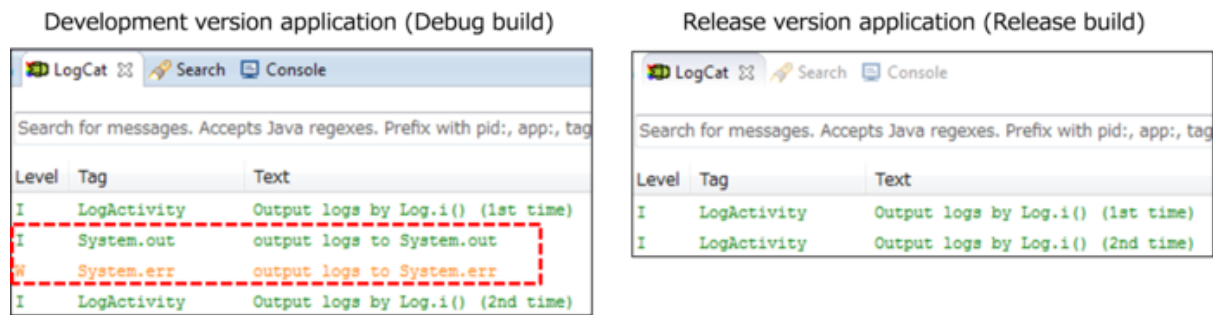 Development version application (Debug build)
LogCat Search Console
Search for messages. Accepts Java regexes. Prefix with pid:, app:, tag
Level Tag Text
I LogActivity Output logs by Log.i() (1st time)
I System.out output logs to System.out
W System.err output logs to System.err
I LogActivity Output logs by Log.i() (2nd time)
Release version application (Release build)
LogCat Search Console
Search for messages. Accepts Java regexes. Prefix with pid:, app:, tag
Level Tag Text
I LogActivity Output logs by Log.i() (1st time)
I LogActivity Output logs by Log.i() (2nd time)